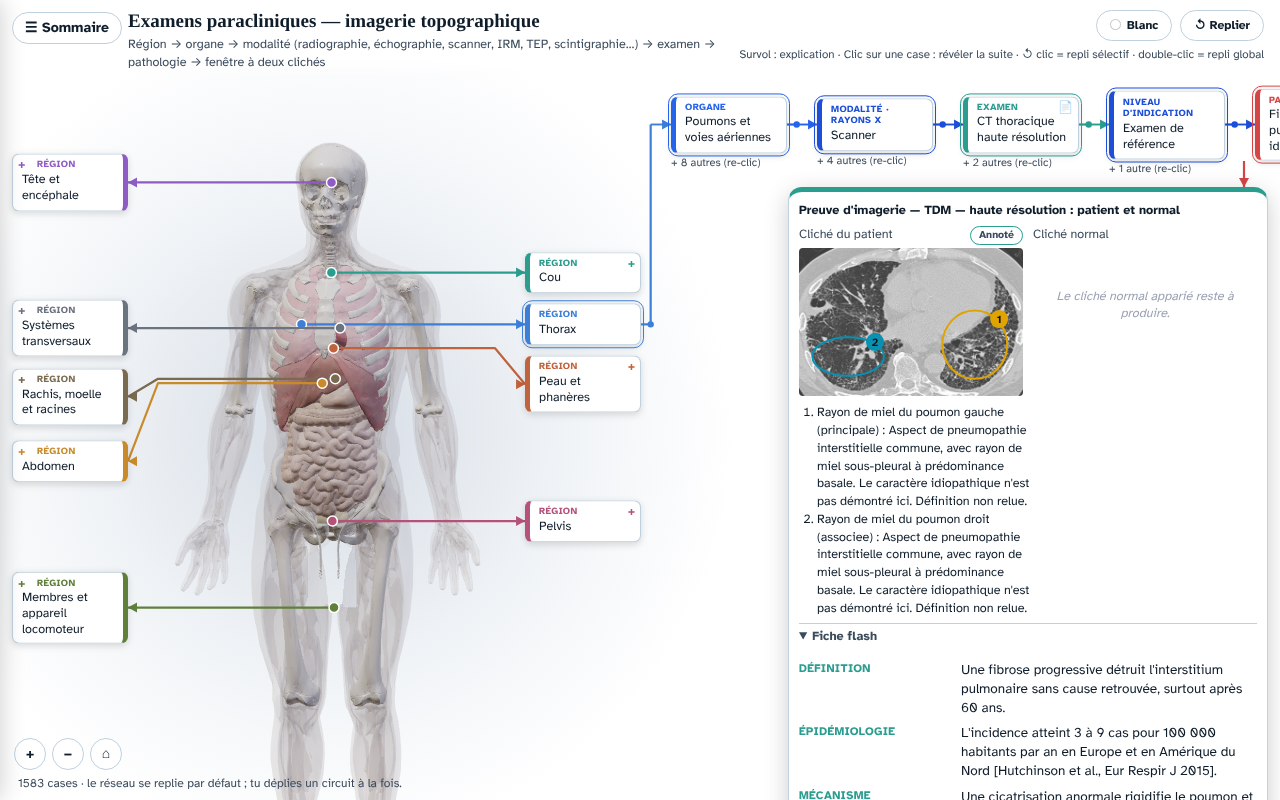 ☰ Sommaire
Examens paracliniques — imagerie topographique
Région → organe → modalité (radiographie, échographie, scanner, IRM, TEP, scintigraphie…) → examen →
pathologie → fenêtre à deux clichés
Blanc
↺ Replier
Survol : explication · Clic sur une case : révéler la suite · ↺ clic = repli sélectif · double-clic = repli global
ORGANE
Poumons et
voies aériennes
+ 8 autres (re-clic)
MODALITÉ ·
RAYONS X
Scanner
+ 4 autres (re-clic)
EXAMEN
CT thoracique
haute résolution
+ 2 autres (re-clic)
NIVEAU
D'INDICATION
Examen de
référence
+ 1 autre (re-clic)
+ RÉGION
Tête et
encéphale
+ RÉGION
Systèmes
transversaux
+ RÉGION
Rachis, moelle
et racines
+ RÉGION
Abdomen
+ RÉGION
Membres et
appareil
locomoteur
RÉGION +
Cou
RÉGION
Thorax
RÉGION +
Peau et
phanères
RÉGION +
Pelvis
Preuve d'imagerie — TDM — haute résolution : patient et normal
Cliché du patient
Annoté
Cliché normal
1
2
Le cliché normal apparié reste à
produire.
1. Rayon de miel du poumon gauche
(principale) : Aspect de pneumopathie
interstitielle commune, avec rayon de
miel sous-pleural à prédominance
basale. Le caractère idiopathique n'est
pas démontré ici. Définition non relue.
2. Rayon de miel du poumon droit
(associee) : Aspect de pneumopathie
interstitielle commune, avec rayon de
miel sous-pleural à prédominance
basale. Le caractère idiopathique n'est
pas démontré ici. Définition non relue.
▼ Fiche flash
DÉFINITION
Une fibrose progressive détruit l'interstitium
pulmonaire sans cause retrouvée, surtout après
60 ans.
ÉPIDÉMIOLOGIE
L'incidence atteint 3 à 9 cas pour 100 000
habitants par an en Europe et en Amérique du
Nord [Hutchinson et al., Eur Respir J 2015].
MÉCANISME
Une cicatrisation anormale rigidifie le poumon et
+
−
⌂
1583 cases · le réseau se replie par défaut ; tu déplies un circuit à la fois.